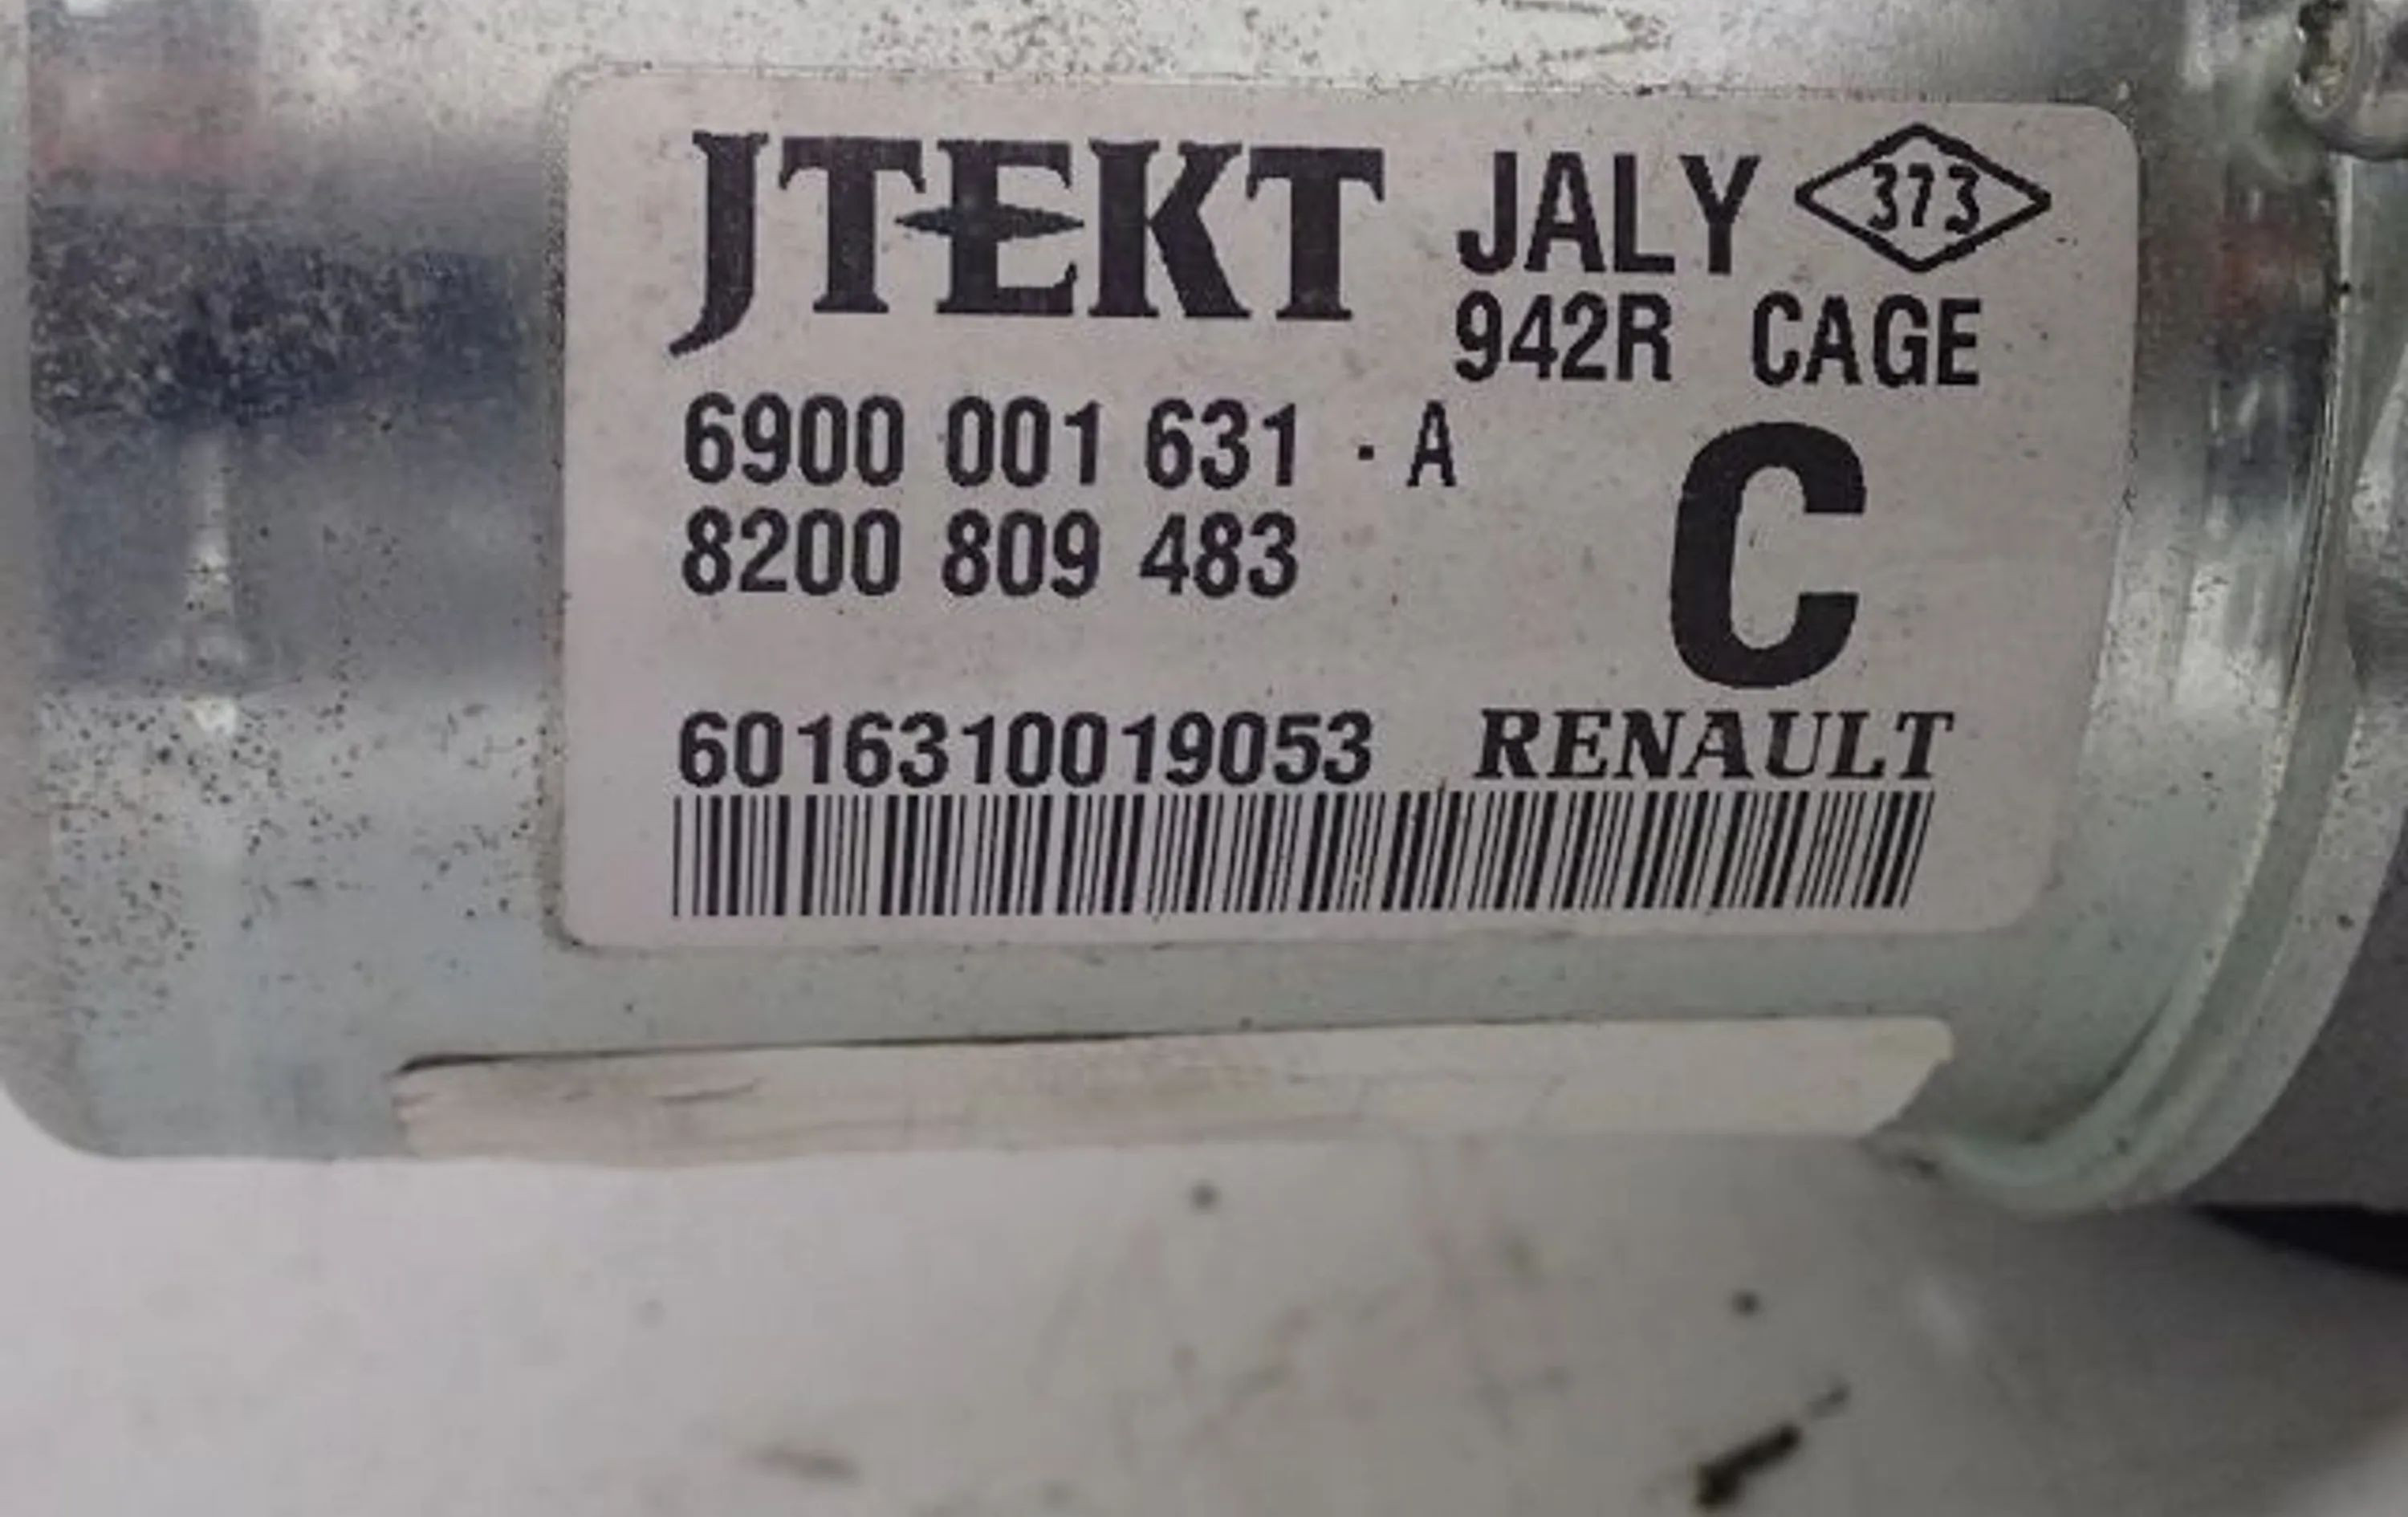 JTEKT JALY 373
942R CAGE
6900 001 631 - A
8200 809 483
C
6016310019053 RENAULT